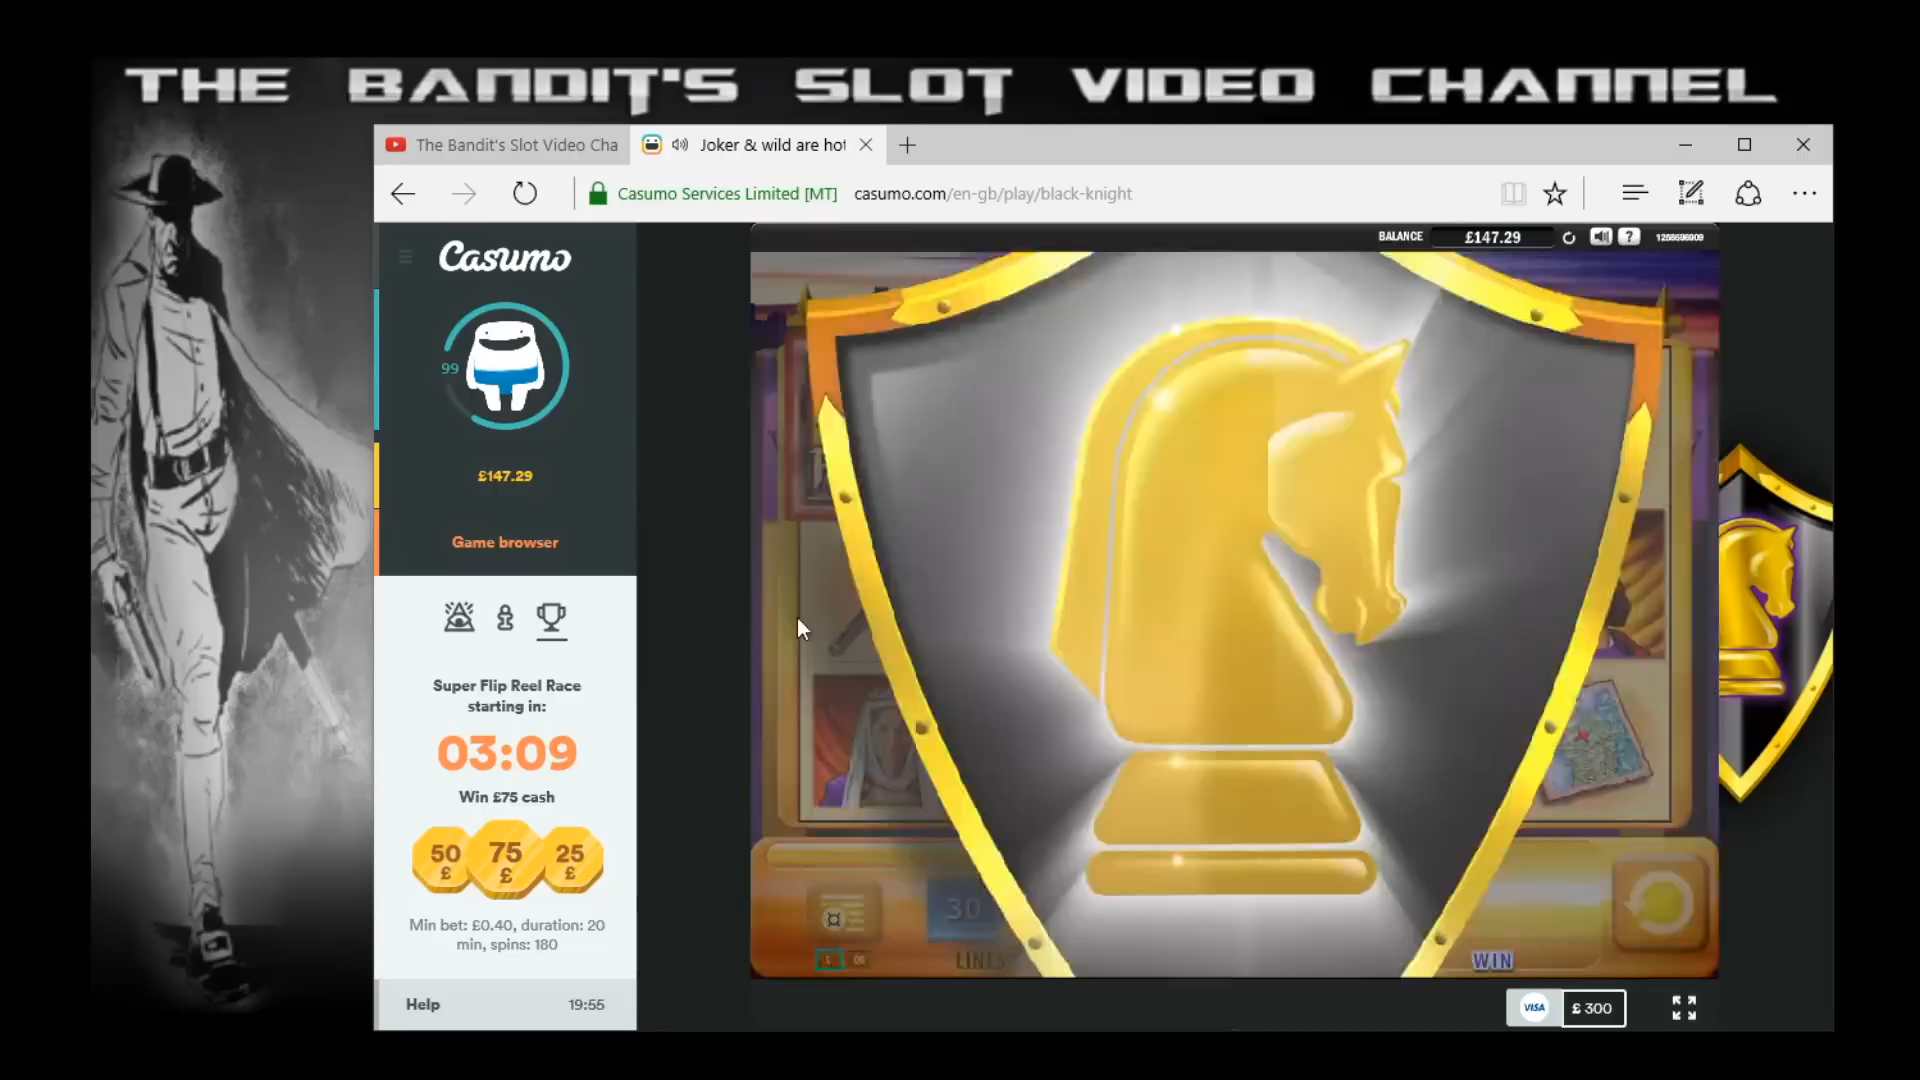 THE BANDIT'S SLOT VIDEO CHANNEL
The Bandit's Slot Video Cha
Joker & wild are hot
Casumo Services Limited [MT] casumo.com/en-gb/play/black-knight
BALANCE £147.29 ? 1258596909
Casumo
99
£147.29
Game browser
Super Flip Reel Race
starting in:
03:09
Win £75 cash
50 £
75 £
25 £
Min bet: £0.40, duration: 20
min, spins: 180
Help 19:55
30
LINES
WIN
VISA £ 300